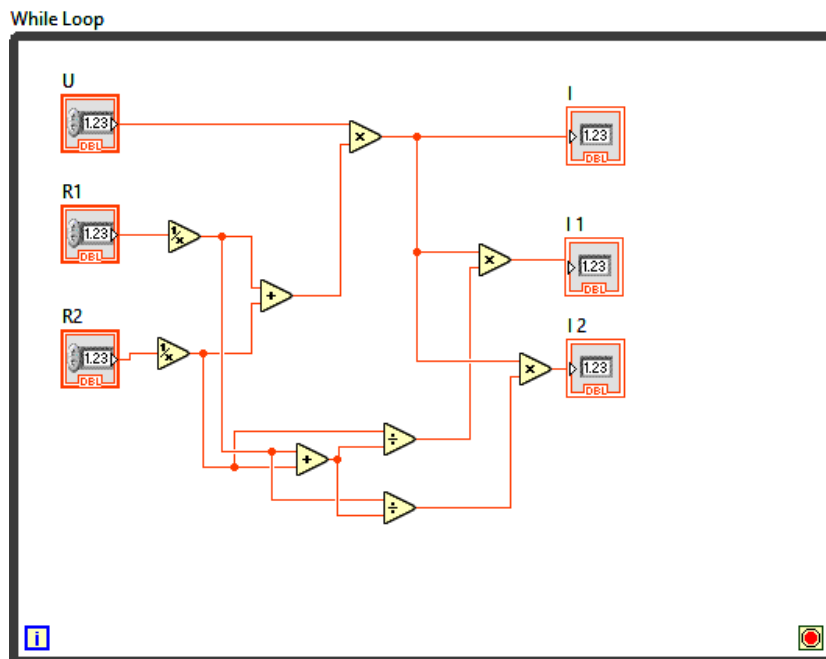 While Loop
U
1.23
DBL
I
1.23
DBL
R1
1.23
DBL
1/x
x
+
I 1
x
1.23
DBL
R2
1.23
DBL
1/x
I 2
x
1.23
DBL
÷
+
÷
i